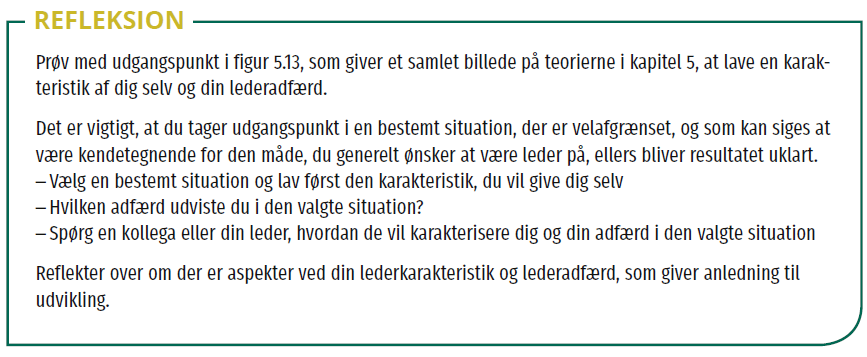 REFLEKSION
Prøv med udgangspunkt i figur 5.13, som giver et samlet billede på teorierne i kapitel 5, at lave en karak-
teristik af dig selv og din lederadfærd.
Det er vigtigt, at du tager udgangspunkt i en bestemt situation, der er velafgrænset, og som kan siges at
være kendetegnende for den måde, du generelt ønsker at være leder på, ellers bliver resultatet uklart.
– Vælg en bestemt situation og lav først den karakteristik, du vil give dig selv
– Hvilken adfærd udviste du i den valgte situation?
– Spørg en kollega eller din leder, hvordan de vil karakterisere dig og din adfærd i den valgte situation
Reflekter over om der er aspekter ved din lederkarakteristik og lederadfærd, som giver anledning til
udvikling.